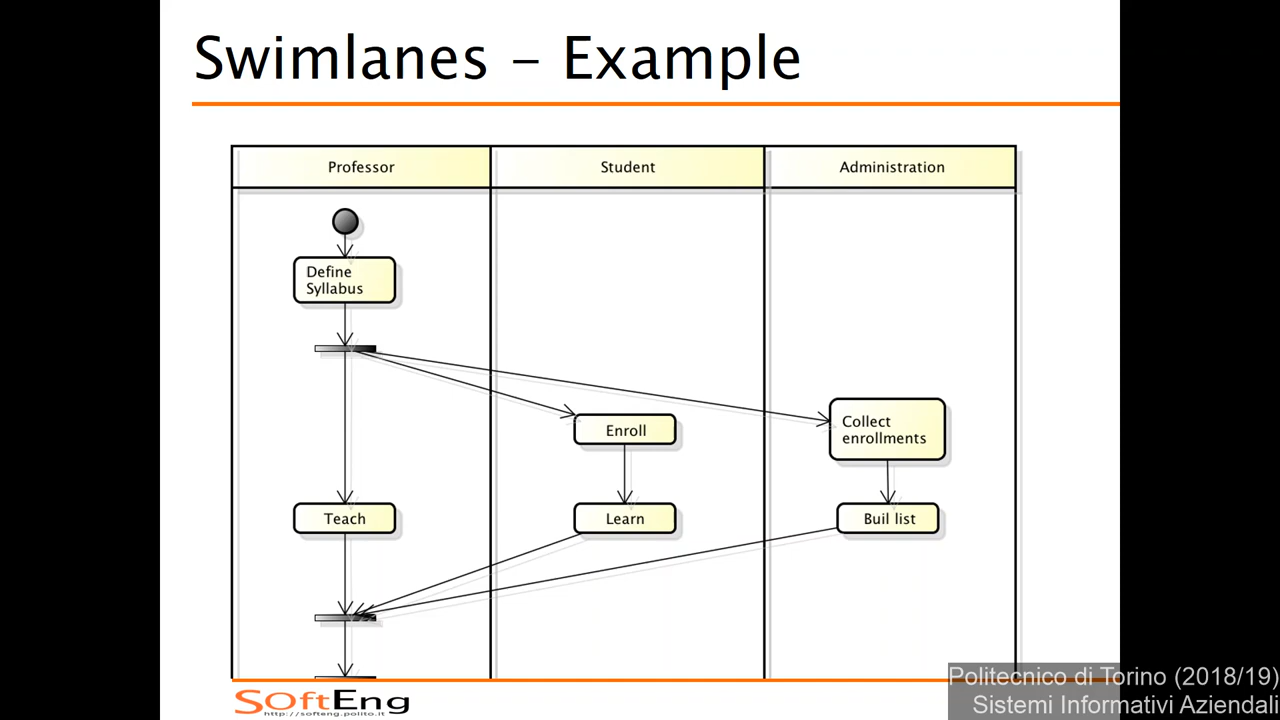 Swimlanes – Example
Professor
Student
Administration
Define
Syllabus
Enroll
Collect
enrollments
Teach
Learn
Buil list
SoftEng
http://softeng.polito.it
Politecnico di Torino (2018/19)
Sistemi Informativi Aziendali